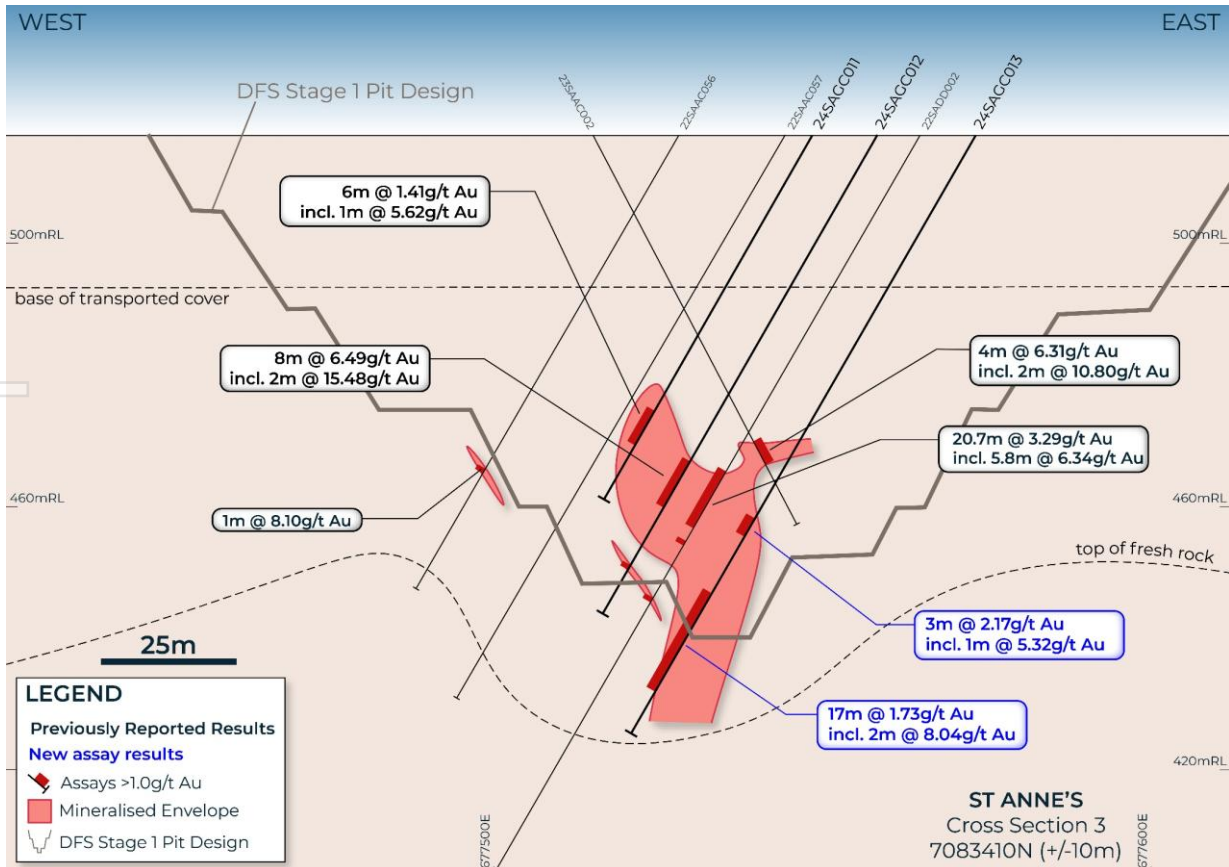 WEST
EAST
DFS Stage 1 Pit Design
23SAAC002
22SAAC056
22SAAC057
24SAGC011
24SAGC012
22SADD002
24SAGC013
6m @ 1.41g/t Au
incl. 1m @ 5.62g/t Au
500mRL
500mRL
base of transported cover
8m @ 6.49g/t Au
incl. 2m @ 15.48g/t Au
4m @ 6.31g/t Au
incl. 2m @ 10.80g/t Au
20.7m @ 3.29g/t Au
incl. 5.8m @ 6.34g/t Au
460mRL
460mRL
1m @ 8.10g/t Au
top of fresh rock
3m @ 2.17g/t Au
incl. 1m @ 5.32g/t Au
25m
17m @ 1.73g/t Au
incl. 2m @ 8.04g/t Au
LEGEND
Previously Reported Results
New assay results
Assays >1.0g/t Au
Mineralised Envelope
DFS Stage 1 Pit Design
420mRL
677500E
677600E
ST ANNE'S
Cross Section 3
7083410N (+/-10m)